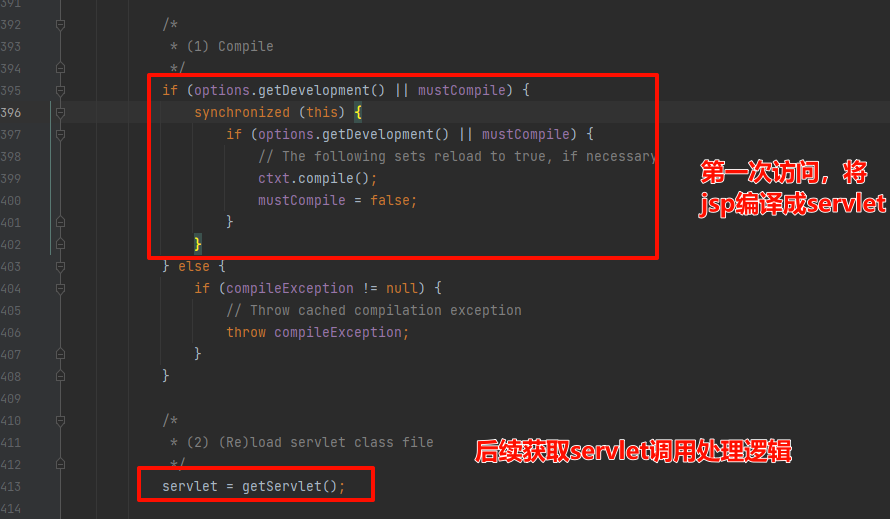 391
392 /*
393 * (1) Compile
394 */
395 if (options.getDevelopment() || mustCompile) {
396 synchronized (this) {
397 if (options.getDevelopment() || mustCompile) {
398 // The following sets reload to true, if necessary
399 ctxt.compile();
400 mustCompile = false;
401 }
402 }
第一次访问，将
jsp编译成servlet
403 } else {
404 if (compileException != null) {
405 // Throw cached compilation exception
406 throw compileException;
407 }
408 }
409
410 /*
411 * (2) (Re)load servlet class file
412 */
后续获取servlet调用处理逻辑
413 servlet = getServlet();
414